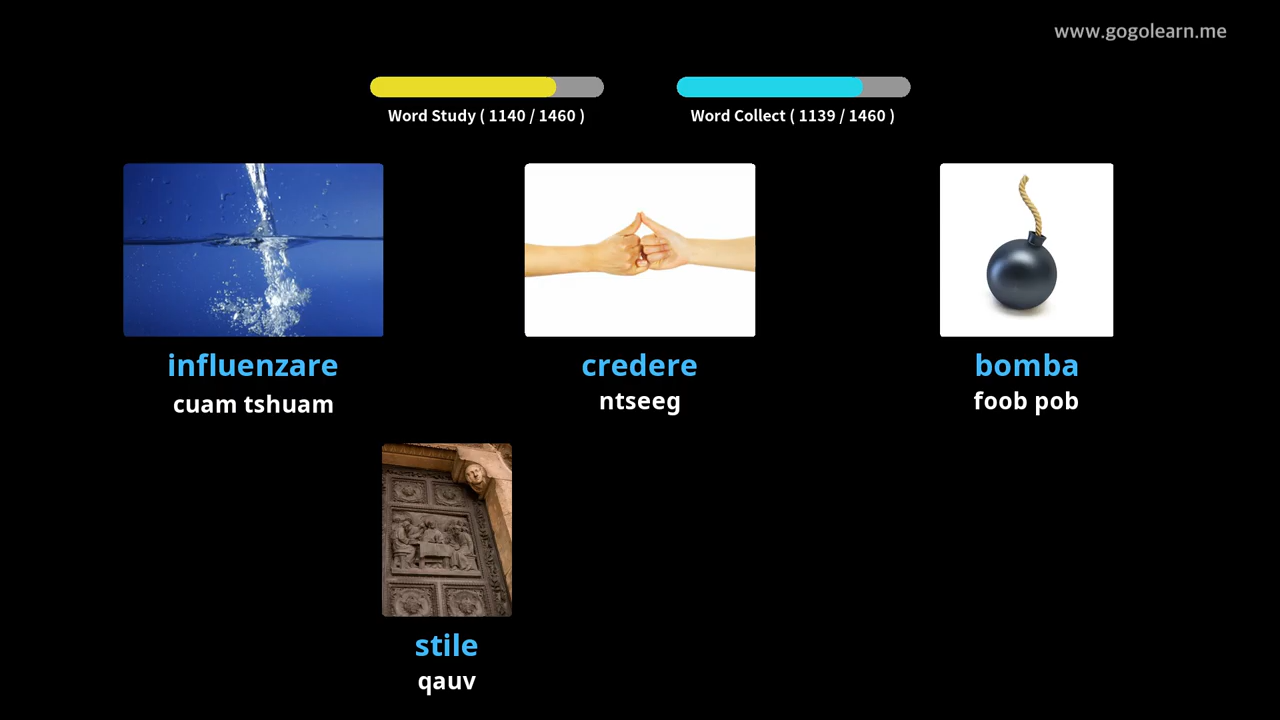 www.gogolearn.me
Word Study ( 1140 / 1460 )
Word Collect ( 1139 / 1460 )
influenzare
cuam tshuam
credere
ntseeg
bomba
foob pob
stile
qauv